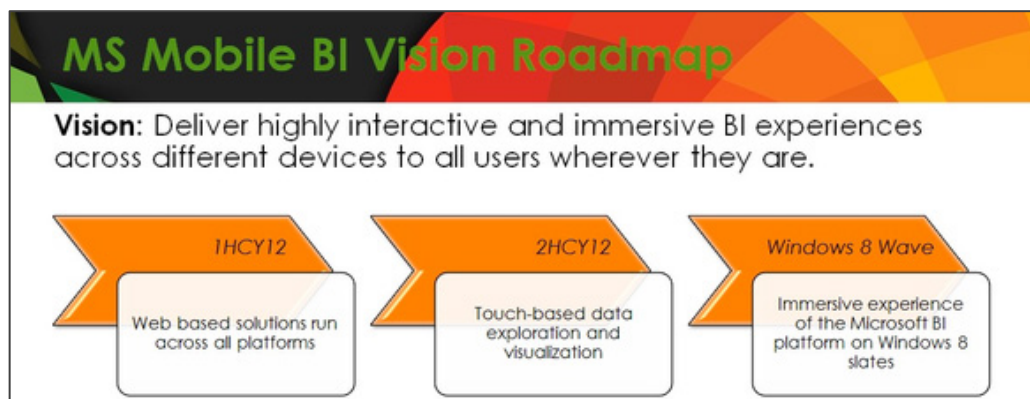 MS Mobile BI Vision Roadmap
Vision: Deliver highly interactive and immersive BI experiences
across different devices to all users wherever they are.
1HCY12
Web based solutions run
across all platforms
2HCY12
Touch-based data
exploration and
visualization
Windows 8 Wave
Immersive experience
of the Microsoft BI
platform on Windows 8
slates